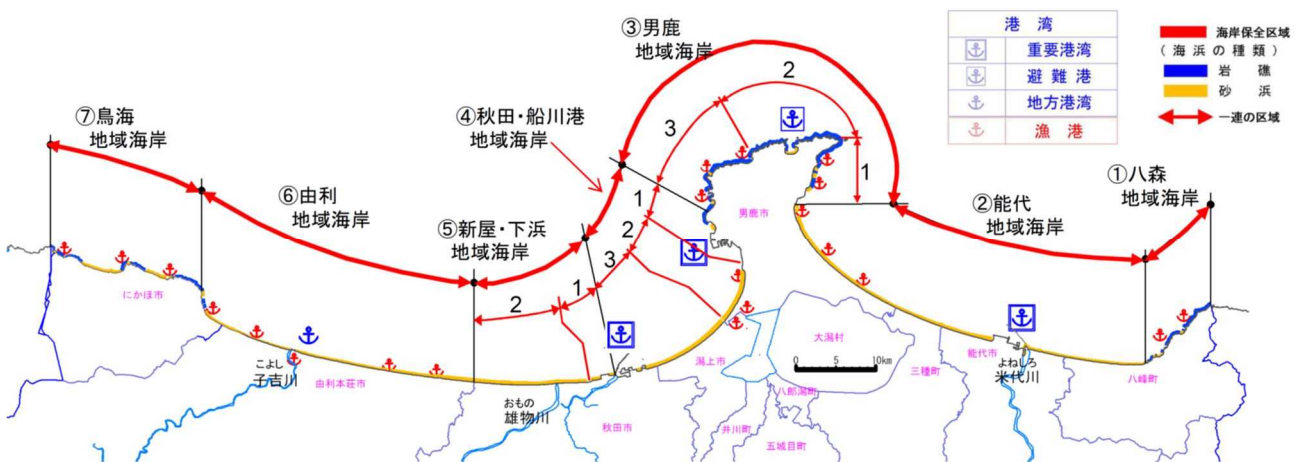 ③男鹿
地域海岸
港 湾
重要港湾
避 難 港
地方港湾
漁 港
海岸保全区域
( 海 浜 の 種 類 )
岩 礁
砂 浜
一連の区域
⑦鳥海
地域海岸
④秋田・船川港
地域海岸
①八森
地域海岸
⑥由利
地域海岸
⑤新屋・下浜
地域海岸
②能代
地域海岸
2
3
1
1
2
3
1
2
男鹿市
にかほ市
大潟村
0 5 10km
潟上市
能代市
三種町
よねしろ
米代川
八峰町
こよし
子吉川
由利本荘市
おもの
雄物川
秋田市
八郎潟町
井川町
五城目町